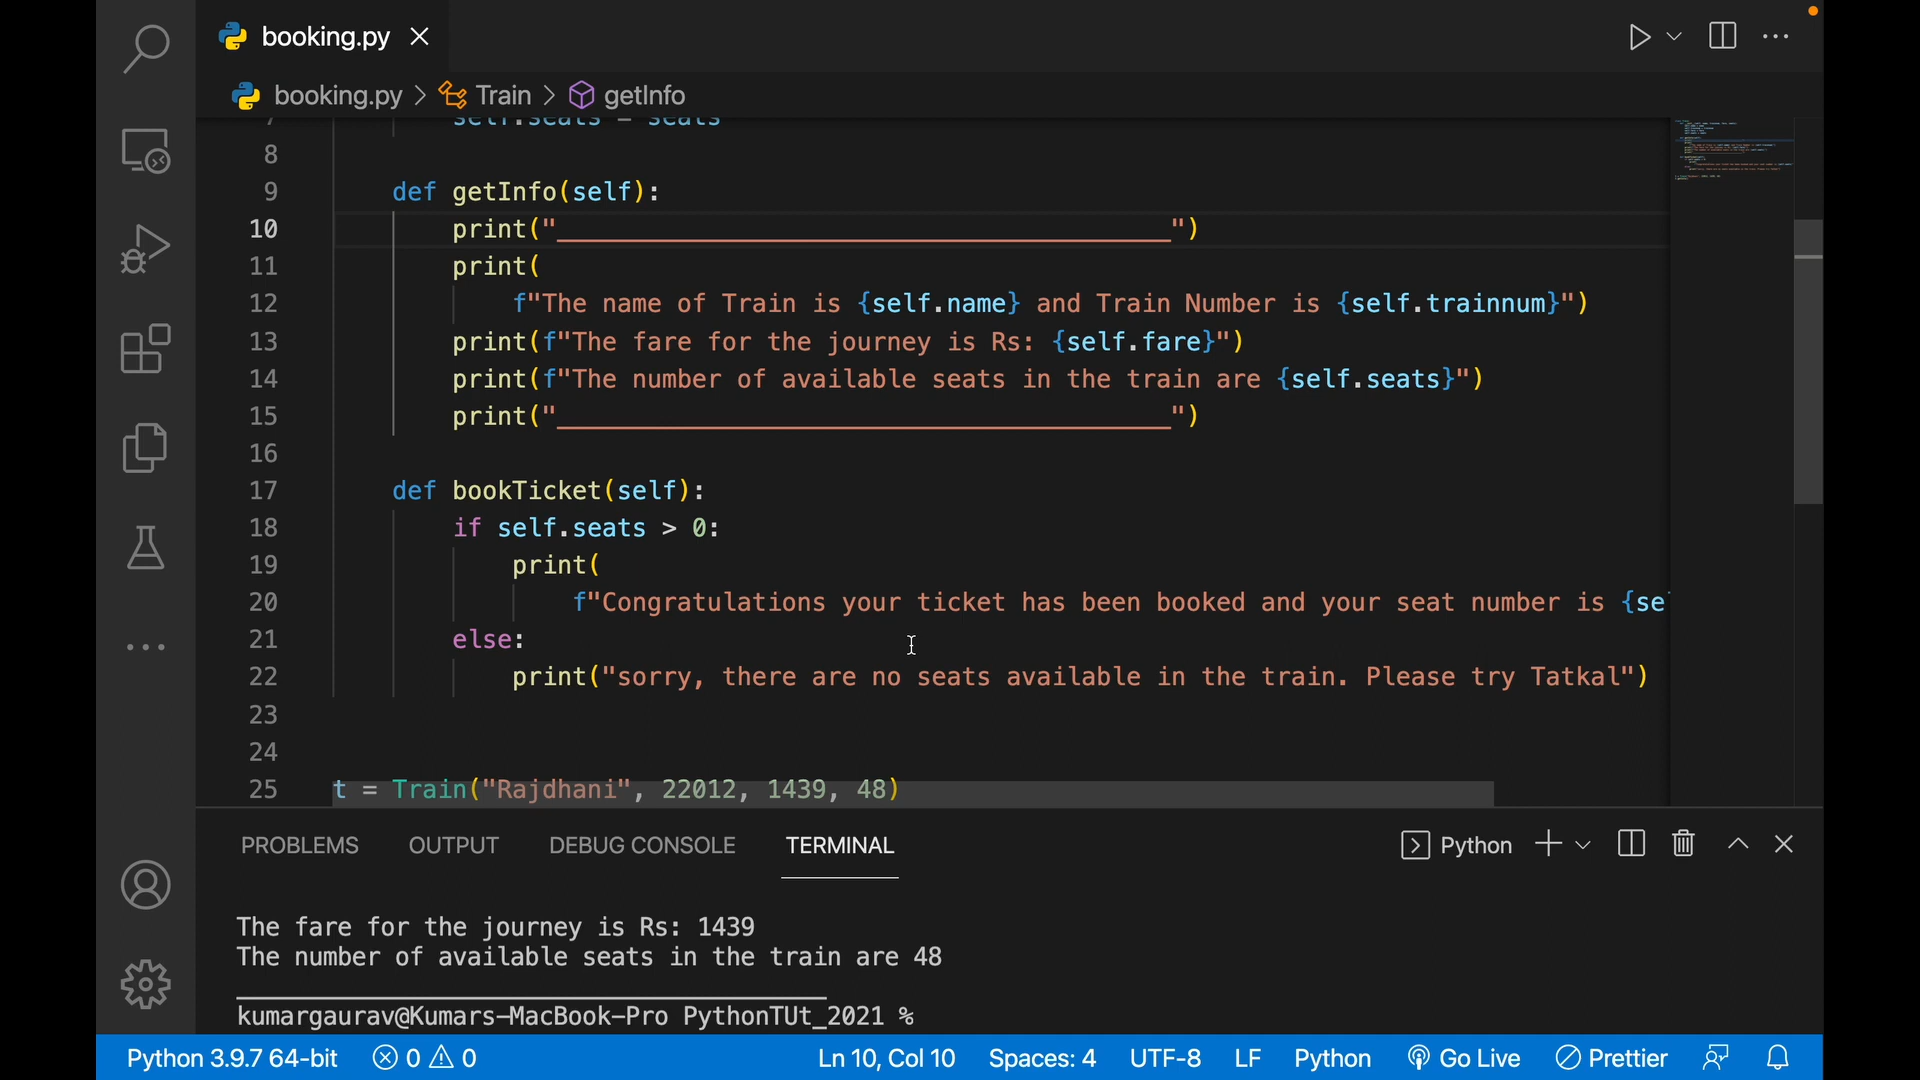 booking.py
booking.py > Train > getInfo
7 self.seats = seats
8
9 def getInfo(self):
10 print("_________________________________________")
11 print(
12 f"The name of Train is {self.name} and Train Number is {self.trainnum}")
13 print(f"The fare for the journey is Rs: {self.fare}")
14 print(f"The number of available seats in the train are {self.seats}")
15 print("_________________________________________")
16
17 def bookTicket(self):
18 if self.seats > 0:
19 print(
20 f"Congratulations your ticket has been booked and your seat number is {se
21 else:
22 print("sorry, there are no seats available in the train. Please try Tatkal")
23
24
25 t = Train("Rajdhani", 22012, 1439, 48)
PROBLEMS OUTPUT DEBUG CONSOLE TERMINAL Python
The fare for the journey is Rs: 1439
The number of available seats in the train are 48
_________________________________________
kumargaurav@Kumars-MacBook-Pro PythonTUt_2021 %
Python 3.9.7 64-bit 0 0 Ln 10, Col 10 Spaces: 4 UTF-8 LF Python Go Live Prettier